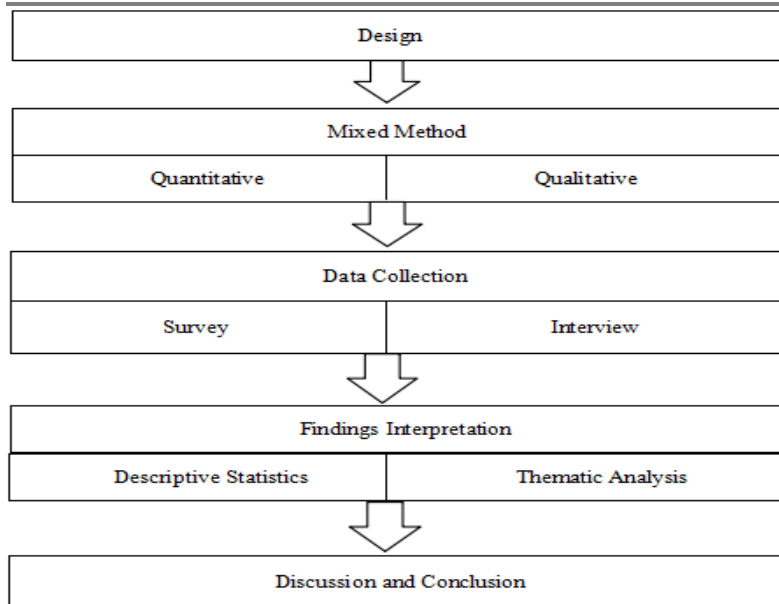 Design
Mixed Method
Quantitative
Qualitative
Data Collection
Survey
Interview
Findings Interpretation
Descriptive Statistics
Thematic Analysis
Discussion and Conclusion